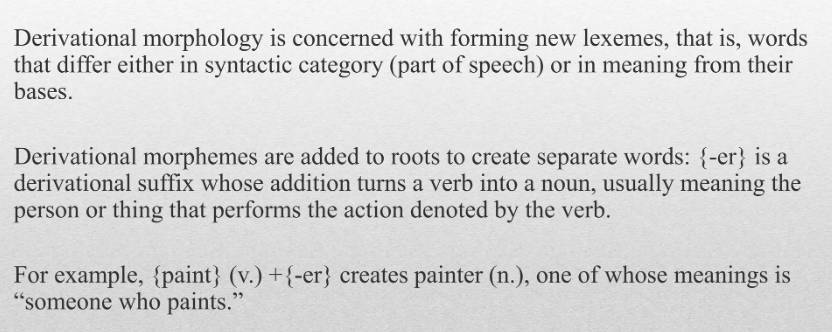 Derivational morphology is concerned with forming new lexemes, that is, words
that differ either in syntactic category (part of speech) or in meaning from their
bases.
Derivational morphemes are added to roots to create separate words: {-er} is a
derivational suffix whose addition turns a verb into a noun, usually meaning the
person or thing that performs the action denoted by the verb.
For example, {paint} (v.) +{-er} creates painter (n.), one of whose meanings is
“someone who paints.”